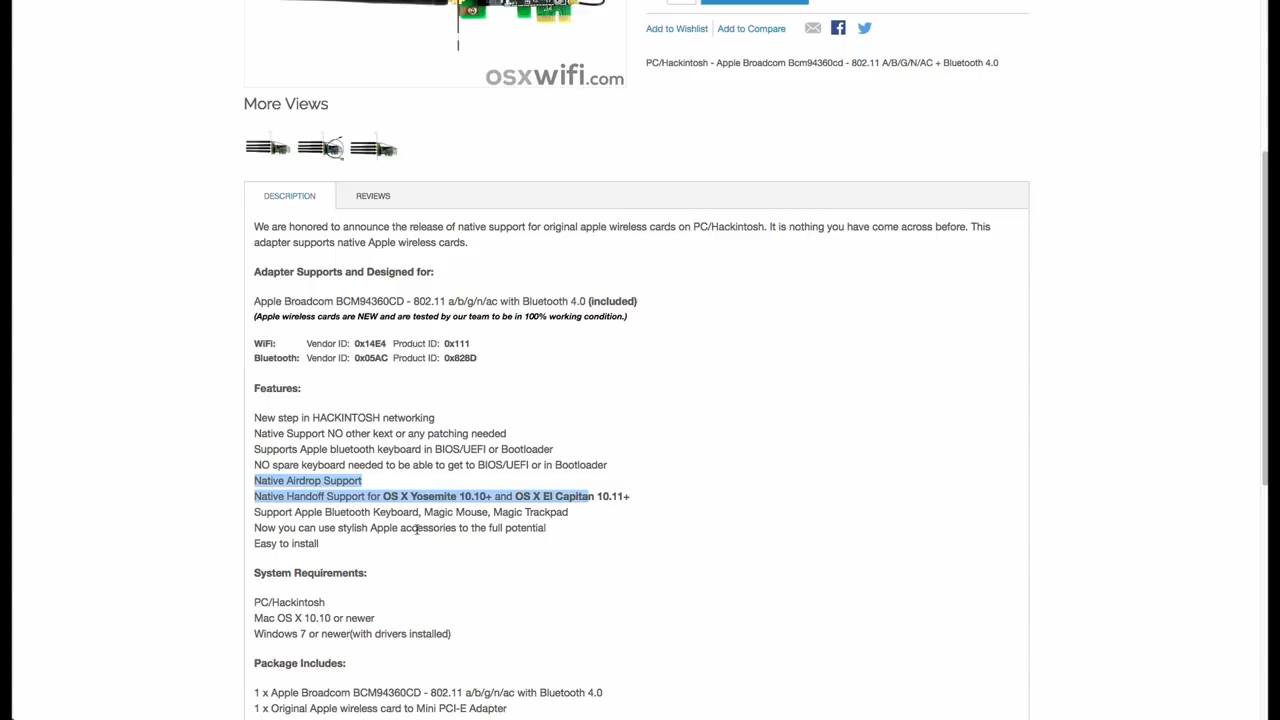 osxwifi.com
Add to Wishlist Add to Compare
PC/Hackintosh - Apple Broadcom Bcm94360cd - 802.11 A/B/G/N/AC + Bluetooth 4.0
More Views
DESCRIPTION REVIEWS
We are honored to announce the release of native support for original apple wireless cards on PC/Hackintosh. It is nothing you have come across before. This
adapter supports native Apple wireless cards.
Adapter Supports and Designed for:
Apple Broadcom BCM94360CD - 802.11 a/b/g/n/ac with Bluetooth 4.0 (included)
(Apple wireless cards are NEW and are tested by our team to be in 100% working condition.)
WiFi: Vendor ID: 0x14E4 Product ID: 0x111
Bluetooth: Vendor ID: 0x05AC Product ID: 0x828D
Features:
New step in HACKINTOSH networking
Native Support NO other kext or any patching needed
Supports Apple bluetooth keyboard in BIOS/UEFI or Bootloader
NO spare keyboard needed to be able to get to BIOS/UEFI or in Bootloader
Native Airdrop Support
Native Handoff Support for OS X Yosemite 10.10+ and OS X El Capitan 10.11+
Support Apple Bluetooth Keyboard, Magic Mouse, Magic Trackpad
Now you can use stylish Apple accessories to the full potential
Easy to install
System Requirements:
PC/Hackintosh
Mac OS X 10.10 or newer
Windows 7 or newer(with drivers installed)
Package Includes:
1 x Apple Broadcom BCM94360CD - 802.11 a/b/g/n/ac with Bluetooth 4.0
1 x Original Apple wireless card to Mini PCI-E Adapter